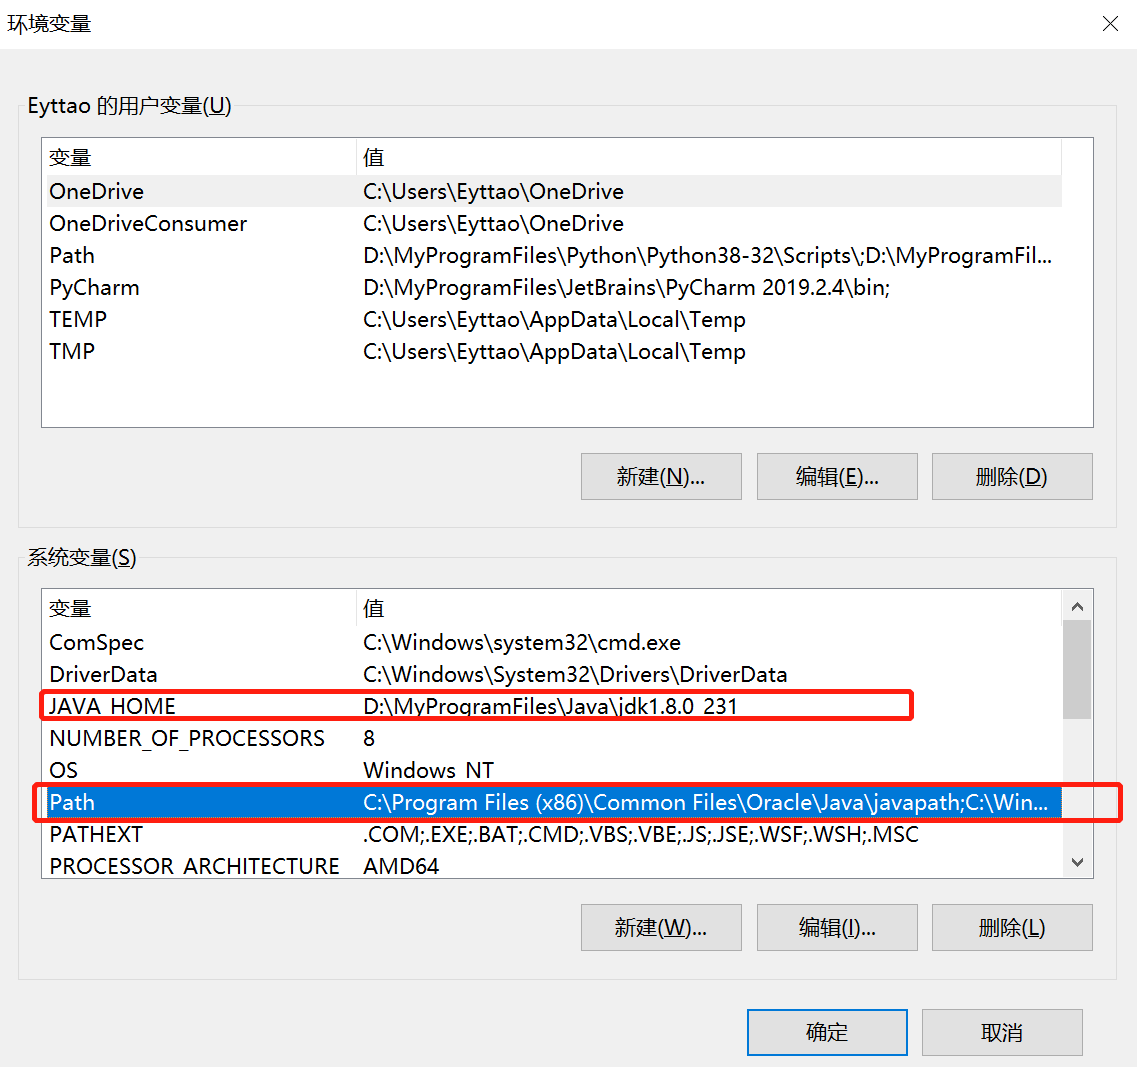 环境变量
Eyttao 的用户变量(U)
变量 值
OneDrive C:\Users\Eyttao\OneDrive
OneDriveConsumer C:\Users\Eyttao\OneDrive
Path D:\MyProgramFiles\Python\Python38-32\Scripts\;D:\MyProgramFil...
PyCharm D:\MyProgramFiles\JetBrains\PyCharm 2019.2.4\bin;
TEMP C:\Users\Eyttao\AppData\Local\Temp
TMP C:\Users\Eyttao\AppData\Local\Temp
新建(N)... 编辑(E)... 删除(D)
系统变量(S)
变量 值
ComSpec C:\Windows\system32\cmd.exe
DriverData C:\Windows\System32\Drivers\DriverData
JAVA_HOME D:\MyProgramFiles\Java\jdk1.8.0_231
NUMBER_OF_PROCESSORS 8
OS Windows_NT
Path C:\Program Files (x86)\Common Files\Oracle\Java\javapath;C:\Win...
PATHEXT .COM;.EXE;.BAT;.CMD;.VBS;.VBE;.JS;.JSE;.WSF;.WSH;.MSC
PROCESSOR_ARCHITECTURE AMD64
新建(W)... 编辑(I)... 删除(L)
确定 取消